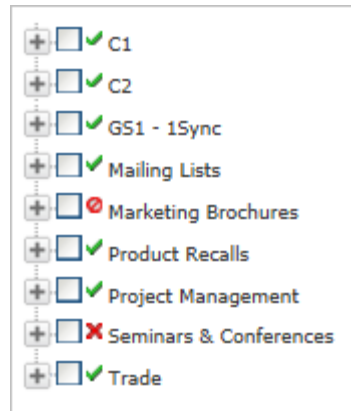 C1
C2
GS1 - 1Sync
Mailing Lists
Marketing Brochures
Product Recalls
Project Management
Seminars & Conferences
Trade